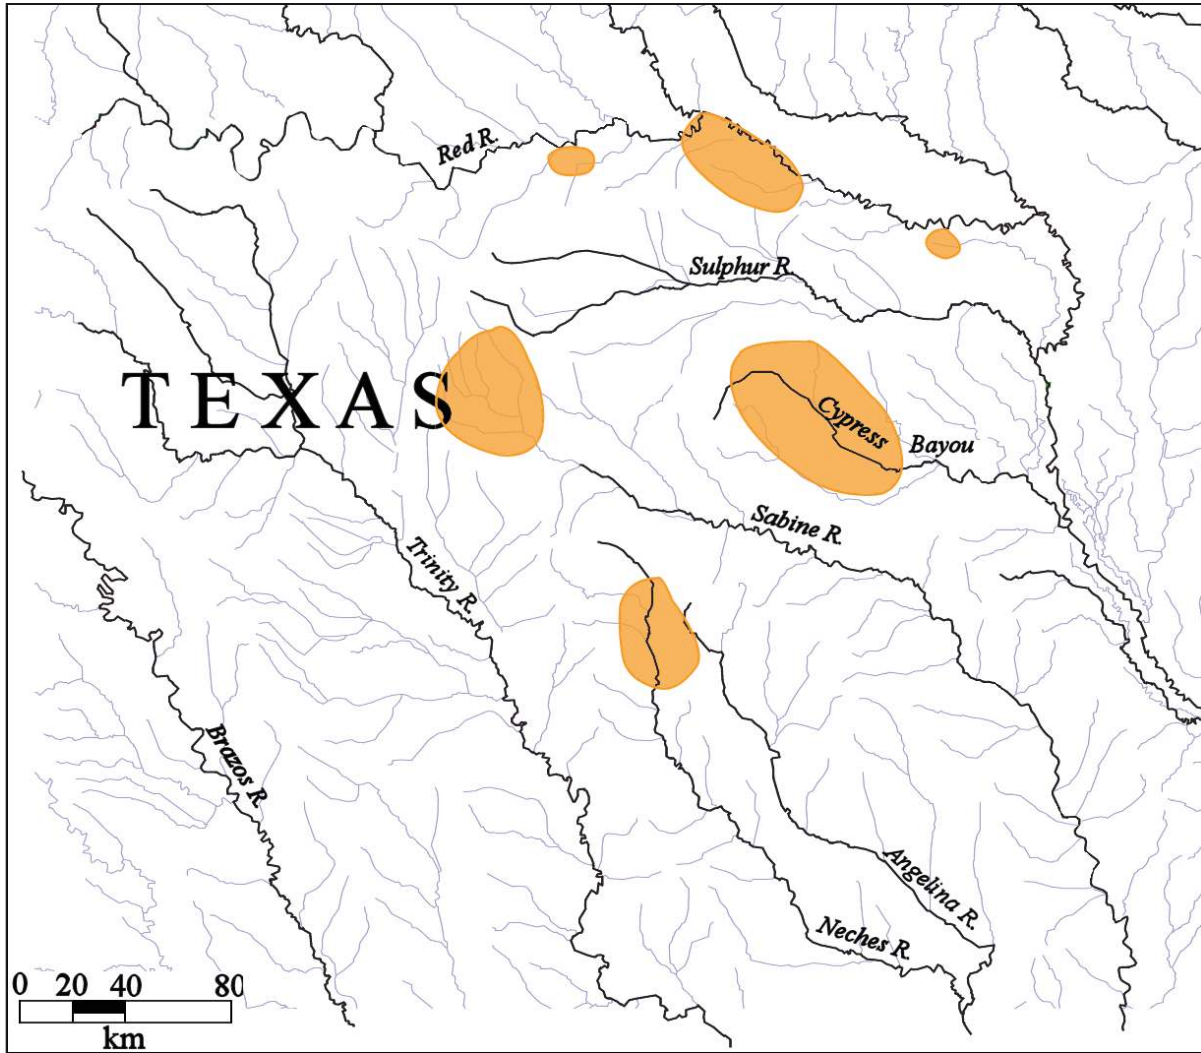 Red R.
Sulphur R.
TEXAS
Cypress Bayou
Sabine R.
Trinity R.
Brazos R.
Angelina R.
Neches R.
0 20 40 80
km